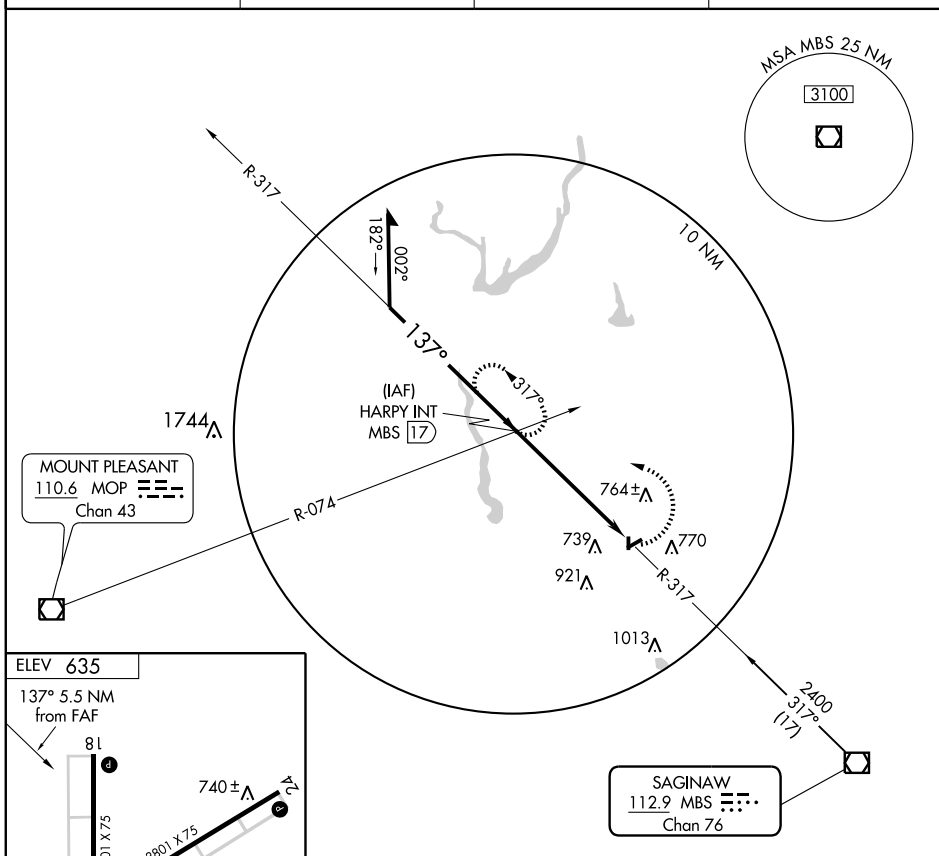 MSA MBS 25 NM
3100
R-317
10 NM
002°
182°
137°
317°
(IAF)
HARPY INT
MBS 17
1744
MOUNT PLEASANT
110.6 MOP
Chan 43
R-074
764±
739
770
921
R-317
1013
2400
317°
(17)
SAGINAW
112.9 MBS
Chan 76
ELEV 635
137° 5.5 NM
from FAF
18
P
740±
24
P
01 X 75
2801 X 75